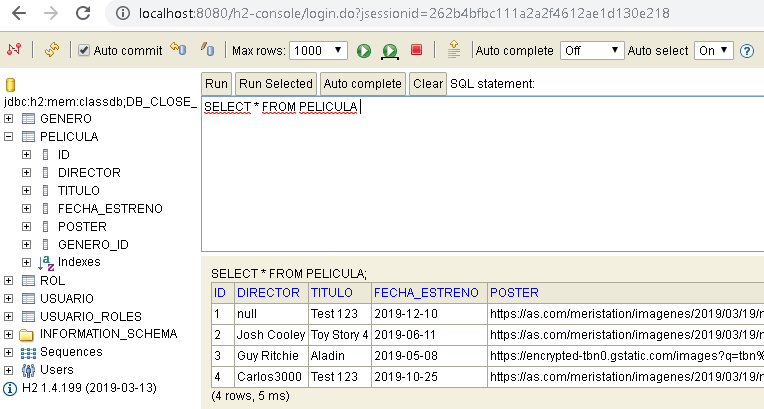 localhost:8080/h2-console/login.do?jsessionid=262b4bfbc111a2a2f4612ae1d130e218
Auto commit Max rows: 1000 Auto complete Off Auto select On
jdbc:h2:mem:classdb;DB_CLOSE_
GENERO
PELICULA
ID
DIRECTOR
TITULO
FECHA_ESTRENO
POSTER
GENERO_ID
Indexes
ROL
USUARIO
USUARIO_ROLES
INFORMATION_SCHEMA
Sequences
Users
H2 1.4.199 (2019-03-13)
Run Run Selected Auto complete Clear SQL statement:
SELECT * FROM PELICULA
SELECT * FROM PELICULA;
ID DIRECTOR TITULO FECHA_ESTRENO POSTER
1 null Test 123 2019-12-10 https://as.com/meristation/imagenes/2019/03/19/n
2 Josh Cooley Toy Story 4 2019-06-11 https://as.com/meristation/imagenes/2019/03/19/n
3 Guy Ritchie Aladin 2019-05-08 https://encrypted-tbn0.gstatic.com/images?q=tbn%
4 Carlos3000 Test 123 2019-10-25 https://as.com/meristation/imagenes/2019/03/19/n
(4 rows, 5 ms)